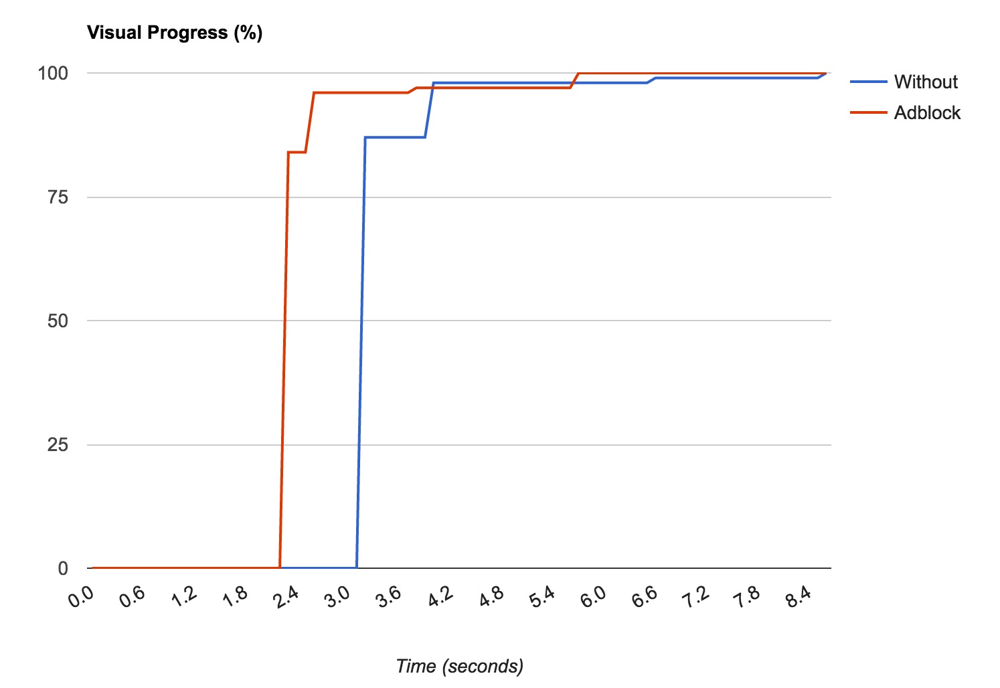 Visual Progress (%)
100
75
50
25
0
Without
Adblock
0.0 0.6 1.2 1.8 2.4 3.0 3.6 4.2 4.8 5.4 6.0 6.6 7.2 7.8 8.4
Time (seconds)